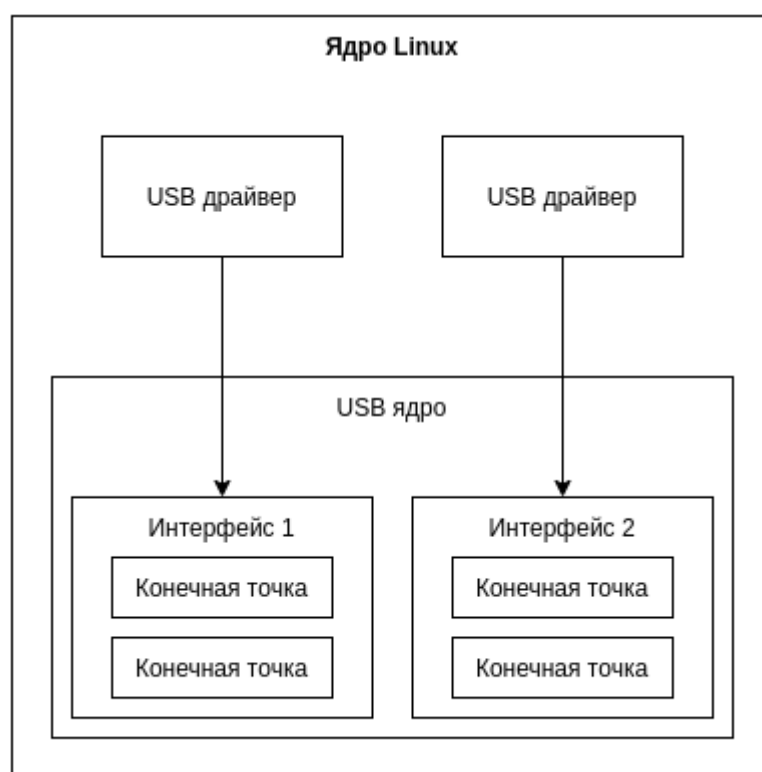 Ядро Linux
USB драйвер
USB драйвер
USB ядро
Интерфейс 1
Интерфейс 2
Конечная точка
Конечная точка
Конечная точка
Конечная точка